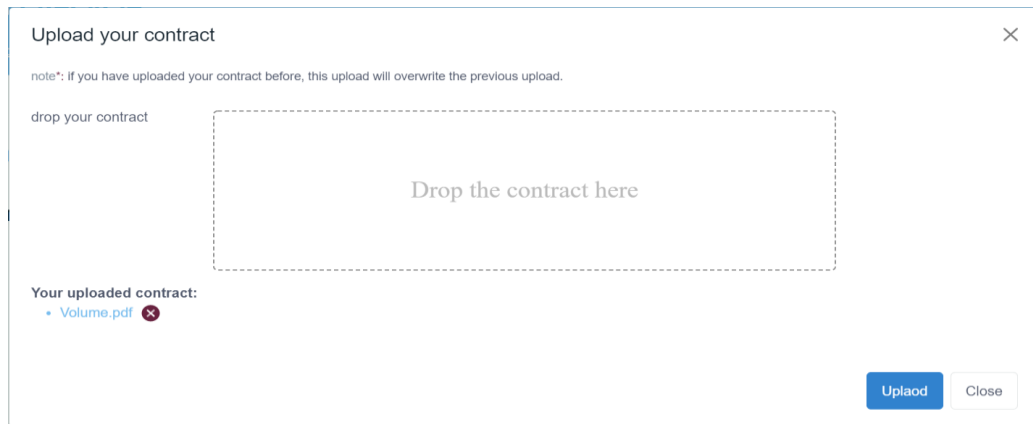 Upload your contract
note*: if you have uploaded your contract before, this upload will overwrite the previous upload.
drop your contract
Drop the contract here
Your uploaded contract:
• Volume.pdf
Uplaod Close